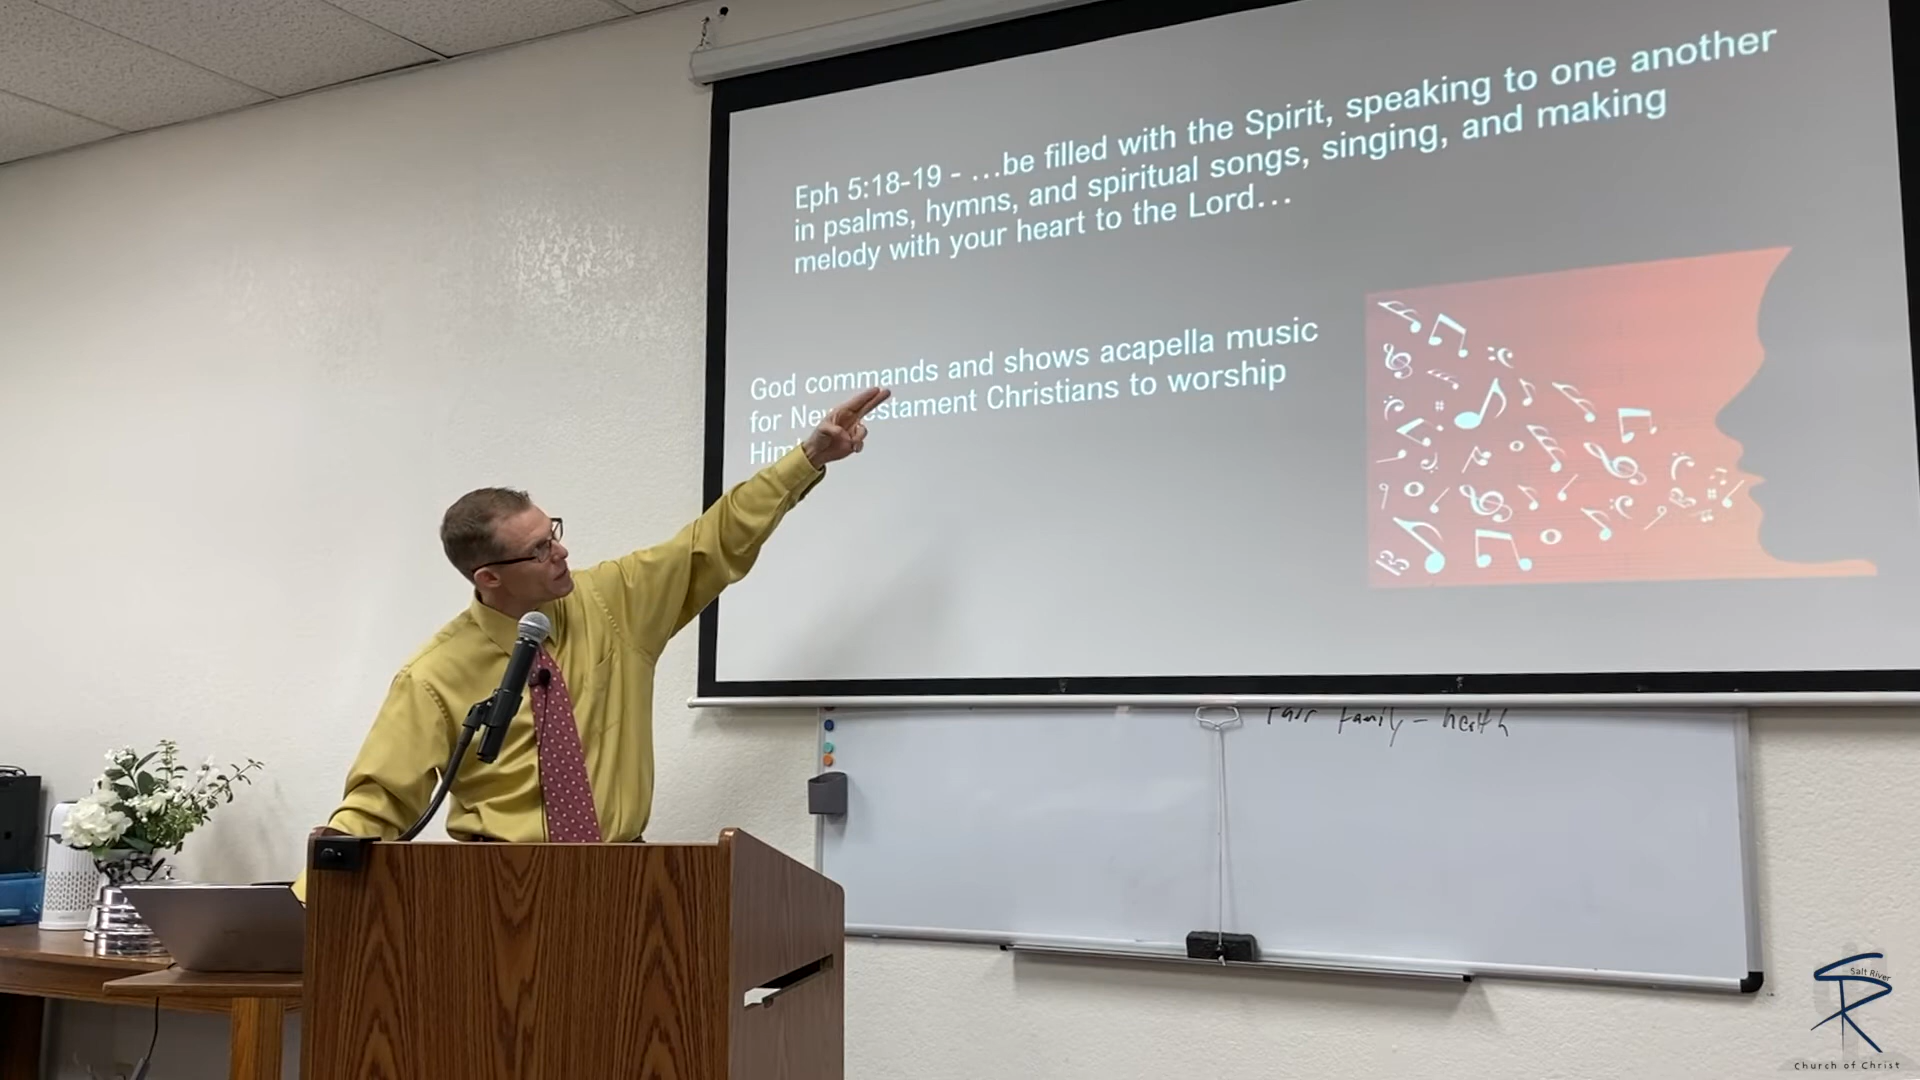 Eph 5:18-19 - ...be filled with the Spirit, speaking to one another
in psalms, hymns, and spiritual songs, singing, and making
melody with your heart to the Lord...
God commands and shows acapella music
for New Testament Christians to worship
Him
Fair family - health
Salt River
Church of Christ